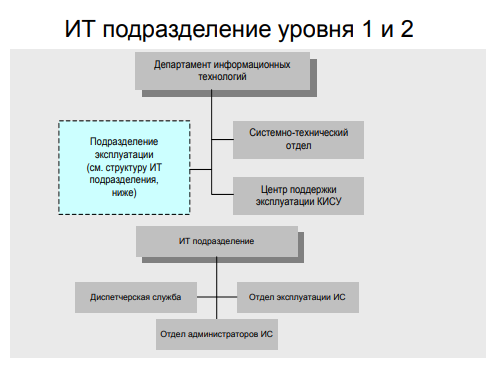 ИТ подразделение уровня 1 и 2
Департамент информационных
технологий
Подразделение
эксплуатации
(см. структуру ИТ
подразделения,
ниже)
Системно-технический
отдел
Центр поддержки
эксплуатации КИСУ
ИТ подразделение
Диспетчерская служба
Отдел эксплуатации ИС
Отдел администраторов ИС